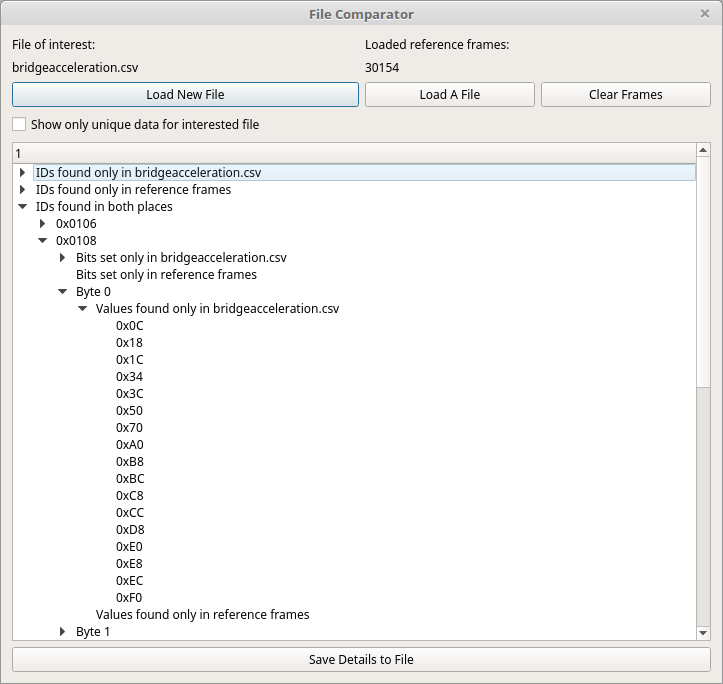 File Comparator
File of interest:
Loaded reference frames:
bridgeacceleration.csv
30154
Load New File
Load A File
Clear Frames
Show only unique data for interested file
1
IDs found only in bridgeacceleration.csv
IDs found only in reference frames
IDs found in both places
0x0106
0x0108
Bits set only in bridgeacceleration.csv
Bits set only in reference frames
Byte 0
Values found only in bridgeacceleration.csv
0x0C
0x18
0x1C
0x34
0x3C
0x50
0x70
0xA0
0xB8
0xBC
0xC8
0xCC
0xD8
0xE0
0xE8
0xEC
0xF0
Values found only in reference frames
Byte 1
Save Details to File